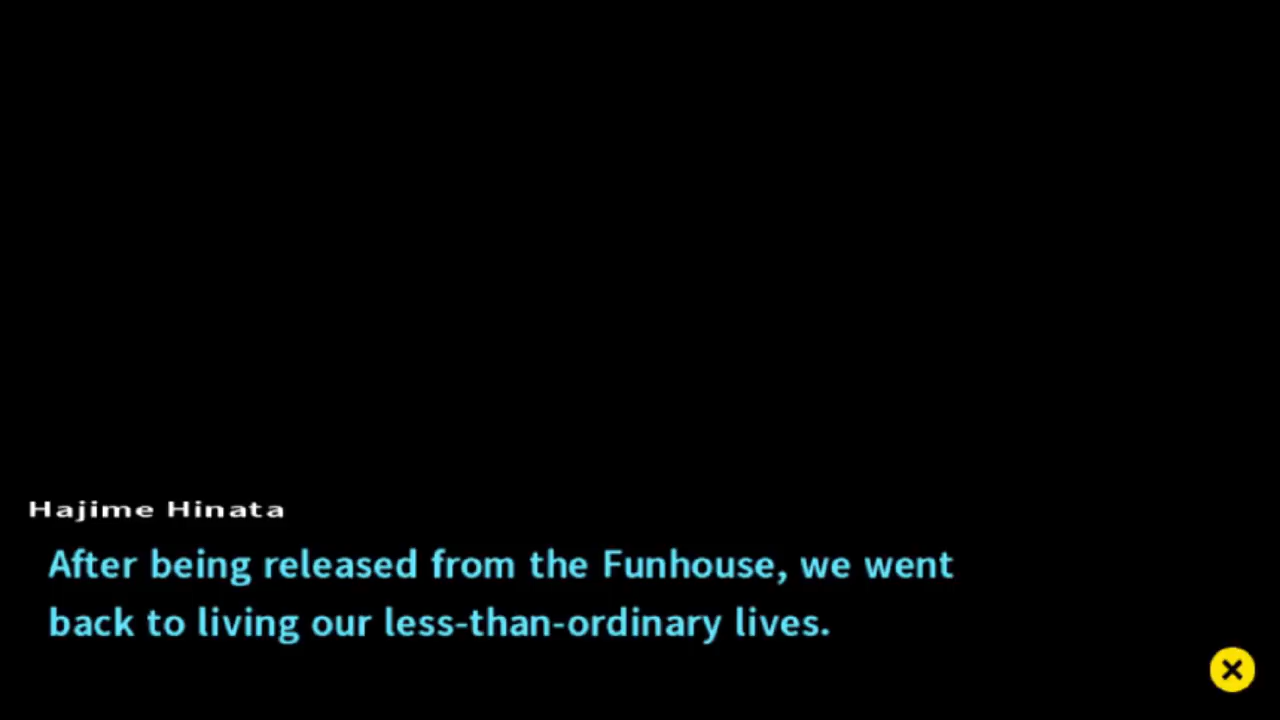 Hajime Hinata
After being released from the Funhouse, we went
back to living our less-than-ordinary lives.